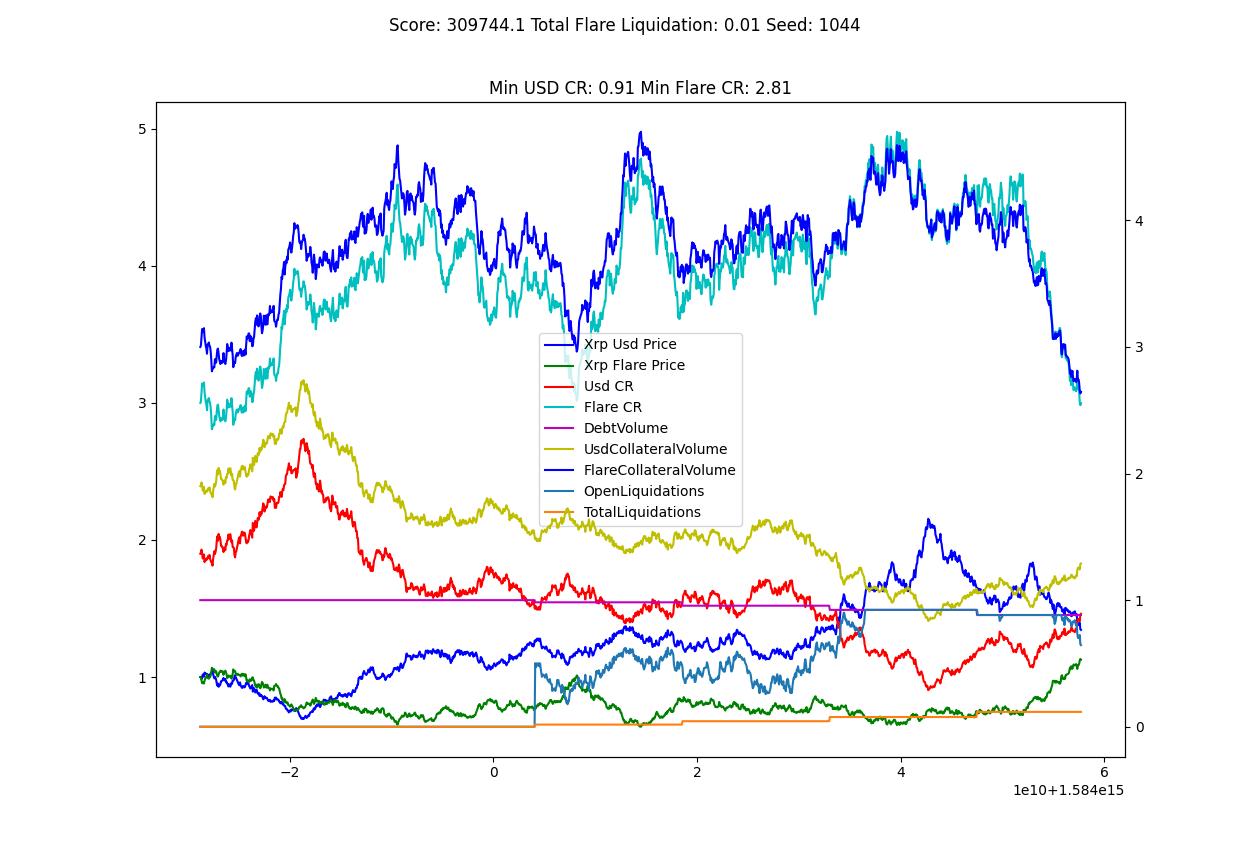 Score: 309744.1 Total Flare Liquidation: 0.01 Seed: 1044
Min USD CR: 0.91 Min Flare CR: 2.81
5
4
3
2
1
4
3
2
1
0
Xrp Usd Price
Xrp Flare Price
Usd CR
Flare CR
DebtVolume
UsdCollateralVolume
FlareCollateralVolume
OpenLiquidations
TotalLiquidations
−2 0 2 4 6
1e10+1.584e15